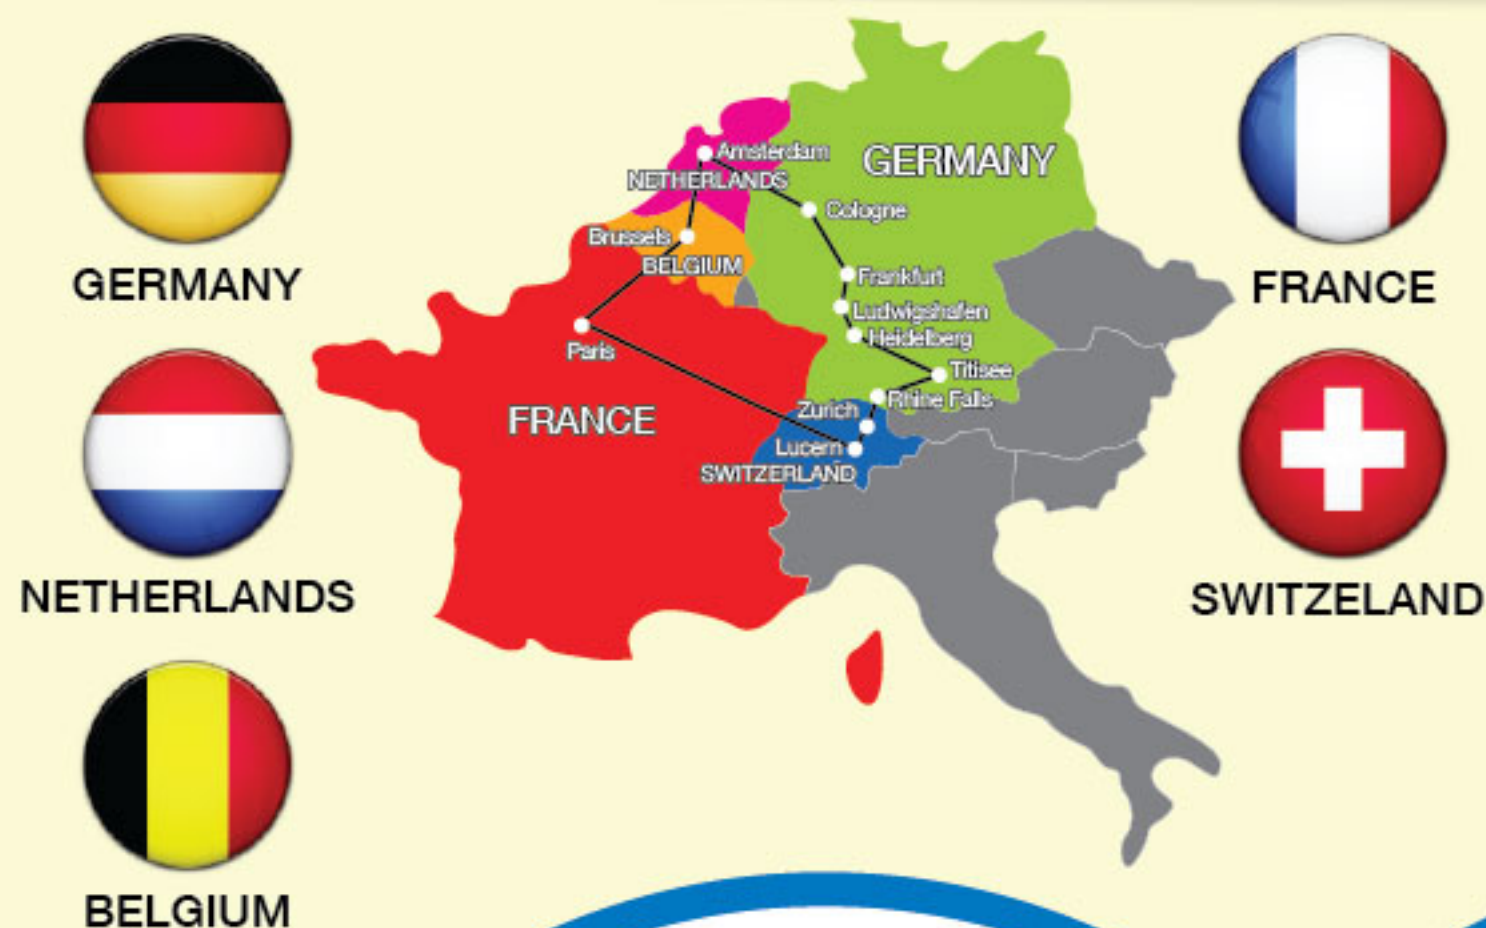 GERMANY
NETHERLANDS
BELGIUM
Amsterdam
GERMANY
NETHERLANDS
Cologne
Brussels
BELGIUM
Frankfurt
Ludwigshafen
Heidelberg
Paris
Titisee
Rhine Falls
Zurich
FRANCE
Lucern
SWITZERLAND
FRANCE
SWITZELAND